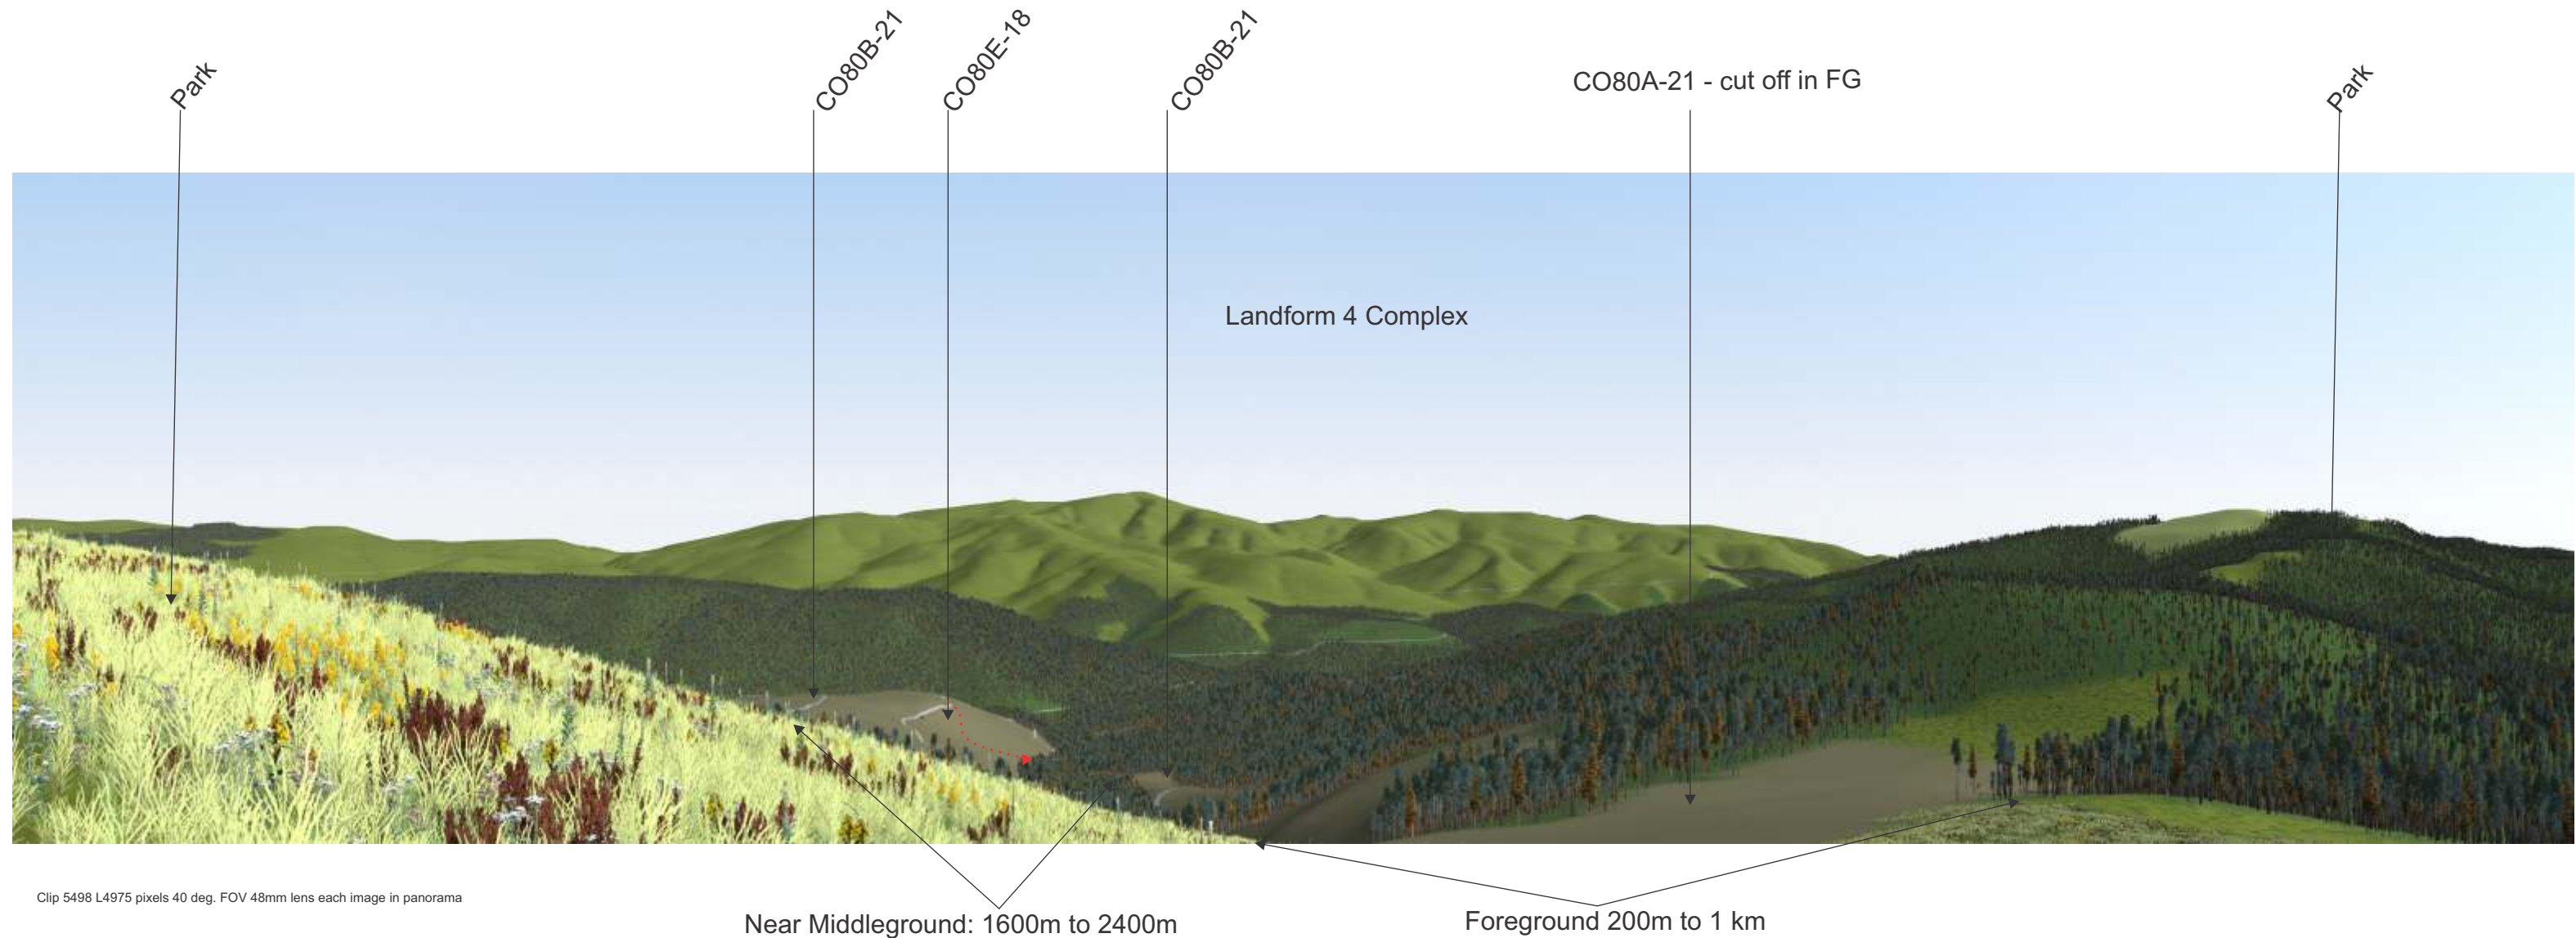 Park
CO80B-21
CO80E-18
CO80B-21
CO80A-21 - cut off in FG
Park
Landform 4 Complex
Clip 5498 L4975 pixels 40 deg. FOV 48mm lens each image in panorama
Near Middleground: 1600m to 2400m
Foreground 200m to 1 km